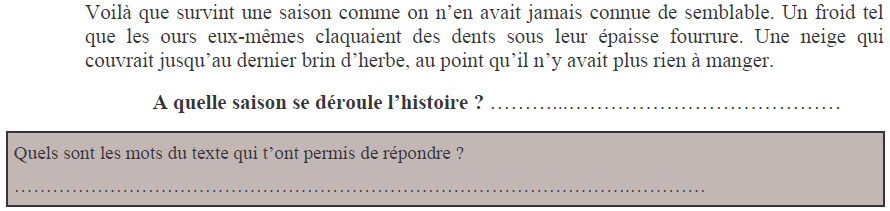 Voilà que survint une saison comme on n’en avait jamais connue de semblable. Un froid tel
que les ours eux-mêmes claquaient des dents sous leur épaisse fourrure. Une neige qui
couvrait jusqu’au dernier brin d’herbe, au point qu’il n’y avait plus rien à manger.
A quelle saison se déroule l’histoire ? ………...……………………………………
Quels sont les mots du texte qui t’ont permis de répondre ?
…………………………………………………………………………………….…………